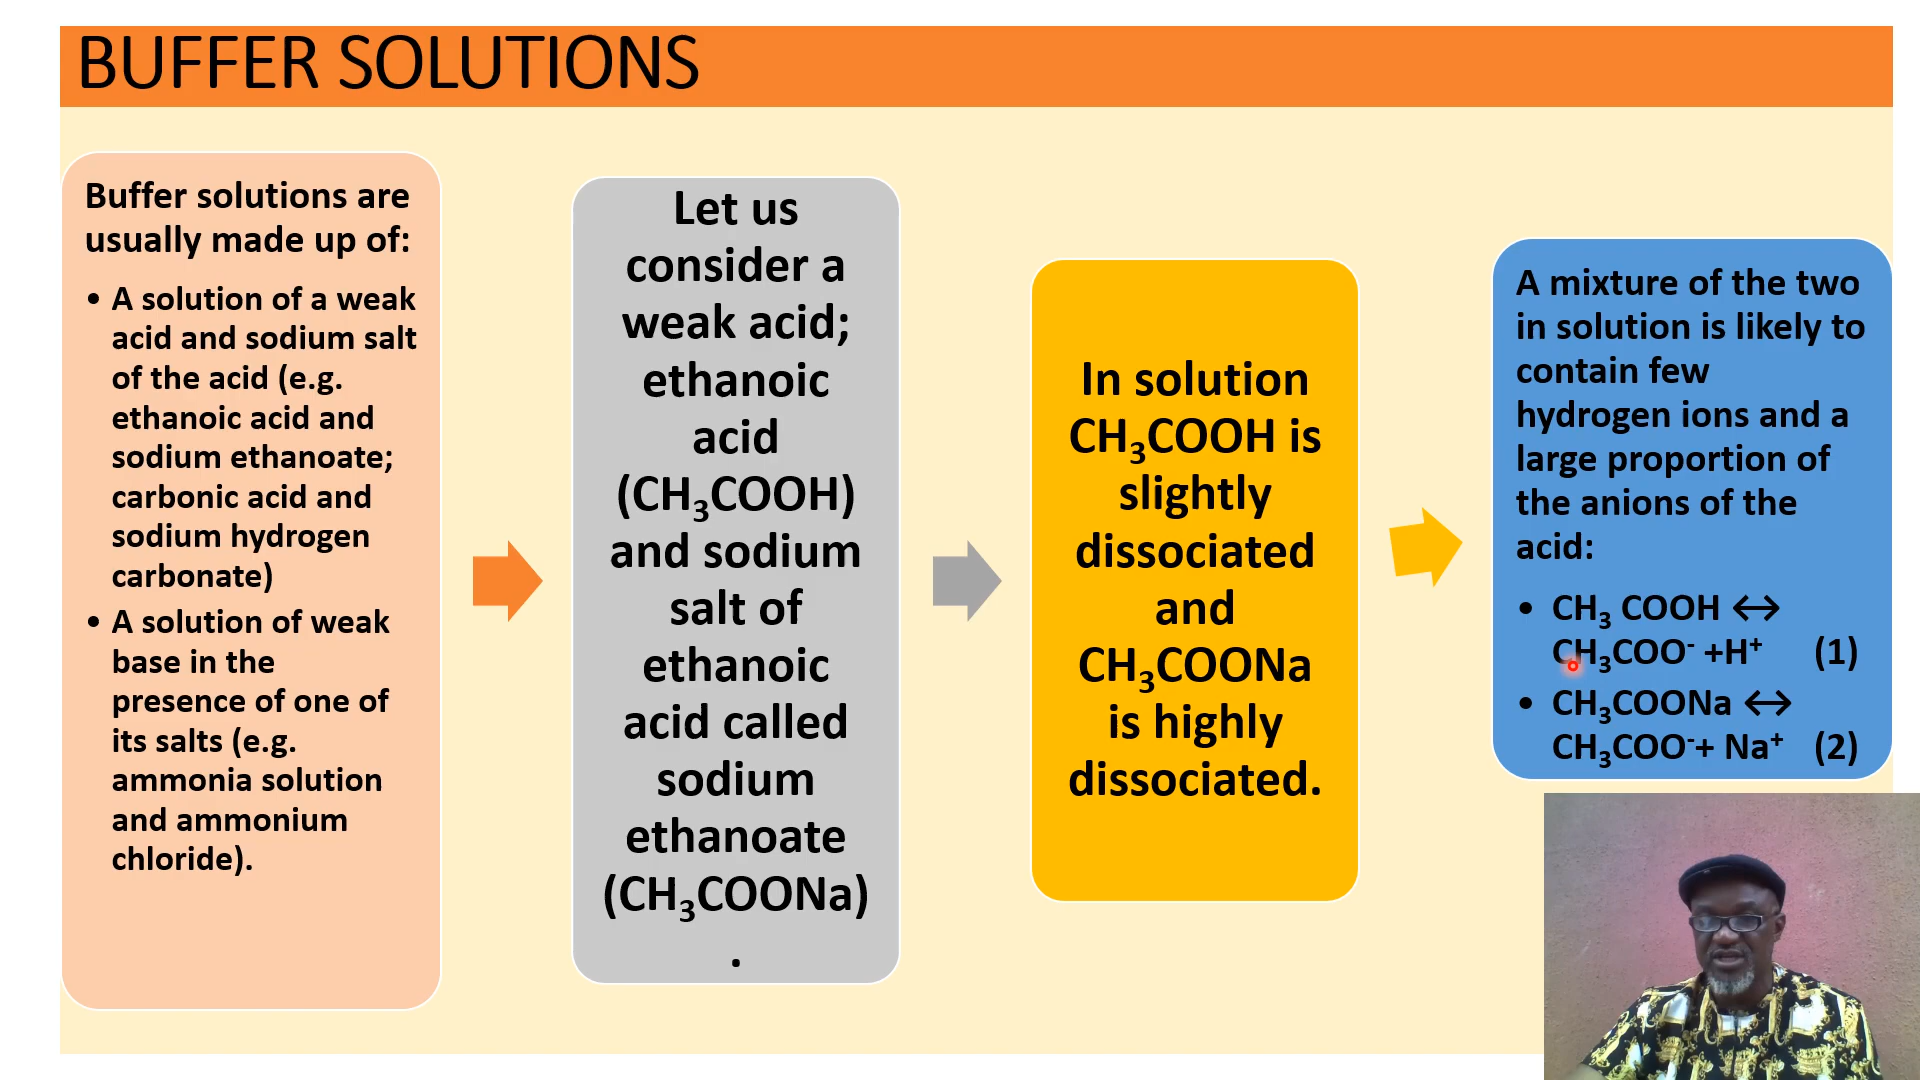 BUFFER SOLUTIONS
Buffer solutions are
usually made up of:
• A solution of a weak
acid and sodium salt
of the acid (e.g.
ethanoic acid and
sodium ethanoate;
carbonic acid and
sodium hydrogen
carbonate)
• A solution of weak
base in the
presence of one of
its salts (e.g.
ammonia solution
and ammonium
chloride).
Let us
consider a
weak acid;
ethanoic
acid
(CH₃COOH)
and sodium
salt of
ethanoic
acid called
sodium
ethanoate
(CH₃COONa)
.
In solution
CH₃COOH is
slightly
dissociated
and
CH₃COONa
is highly
dissociated.
A mixture of the two
in solution is likely to
contain few
hydrogen ions and a
large proportion of
the anions of the
acid:
• CH₃ COOH ↔
CH₃COO⁻ +H⁺ (1)
• CH₃COONa ↔
CH₃COO⁻+ Na⁺ (2)